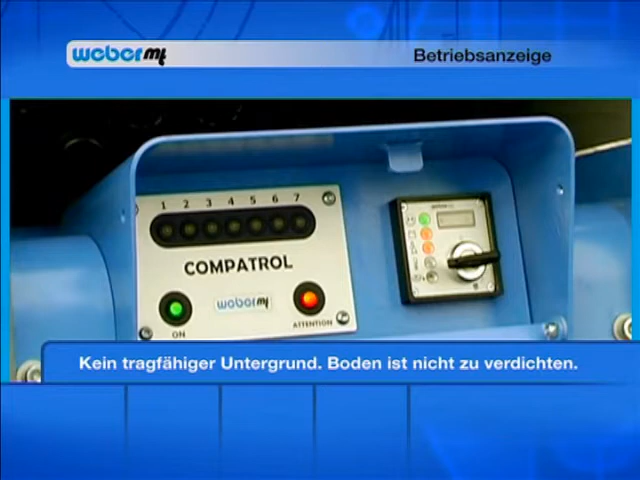 weber mt
Betriebsanzeige
1 2 3 4 5 6 7
COMPATROL
weber mt
ON
ATTENTION
Kein tragfähiger Untergrund. Boden ist nicht zu verdichten.